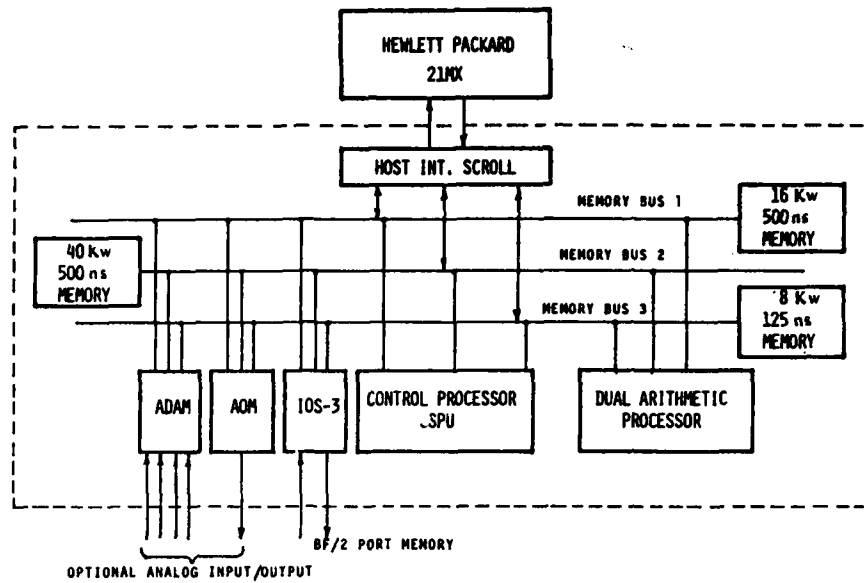 HEWLETT PACKARD
21MX
HOST INT. SCROLL
MEMORY BUS 1
16 Kw
500 ns
MEMORY
40 Kw
500 ns
MEMORY
MEMORY BUS 2
MEMORY BUS 3
8 Kw
125 ns
MEMORY
ADAM
AOM
IOS-3
CONTROL PROCESSOR
CSPU
DUAL ARITHMETIC
PROCESSOR
BF/2 PORT MEMORY
OPTIONAL ANALOG INPUT/OUTPUT